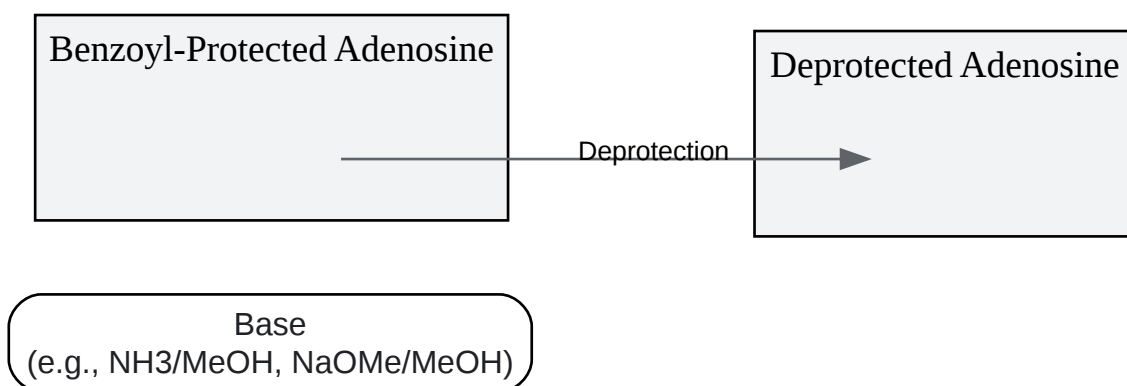 Benzoyl-Protected Adenosine
Deprotected Adenosine
Deprotection
Base
(e.g., NH3/MeOH, NaOMe/MeOH)